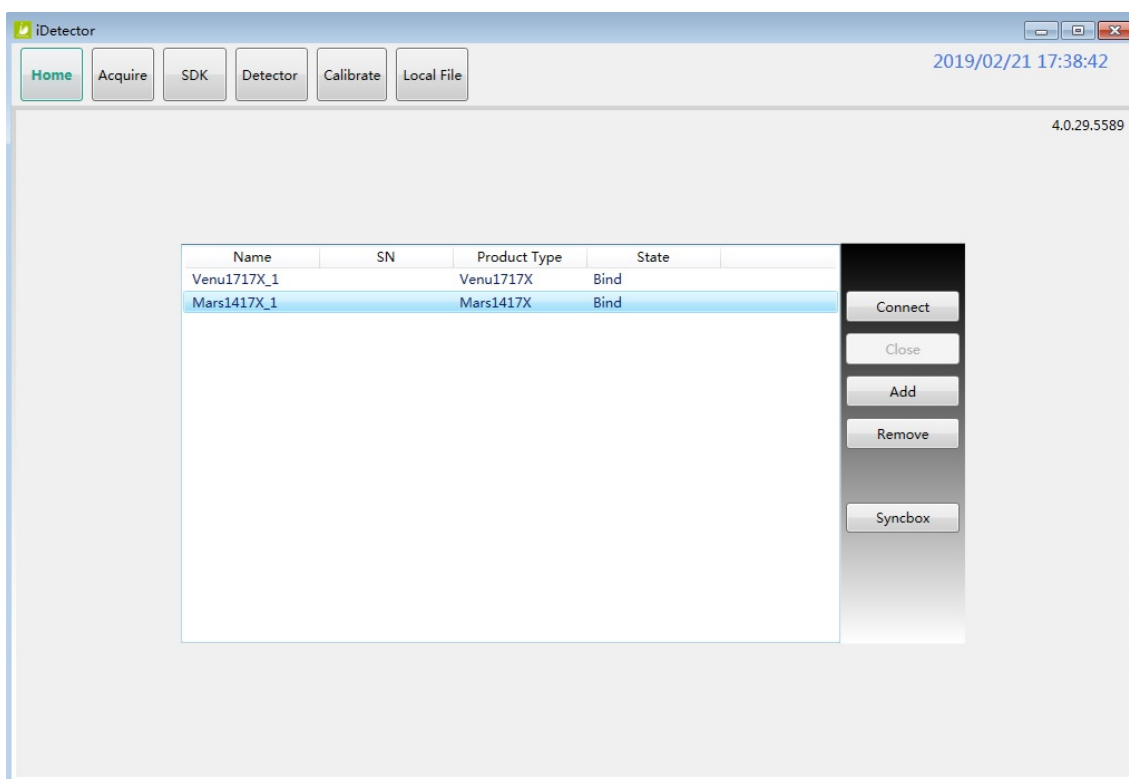 iDetector
Home Acquire SDK Detector Calibrate Local File
2019/02/21 17:38:42
4.0.29.5589
Name SN Product Type State
Venu1717X_1 Venu1717X Bind
Mars1417X_1 Mars1417X Bind
Connect
Close
Add
Remove
Syncbox